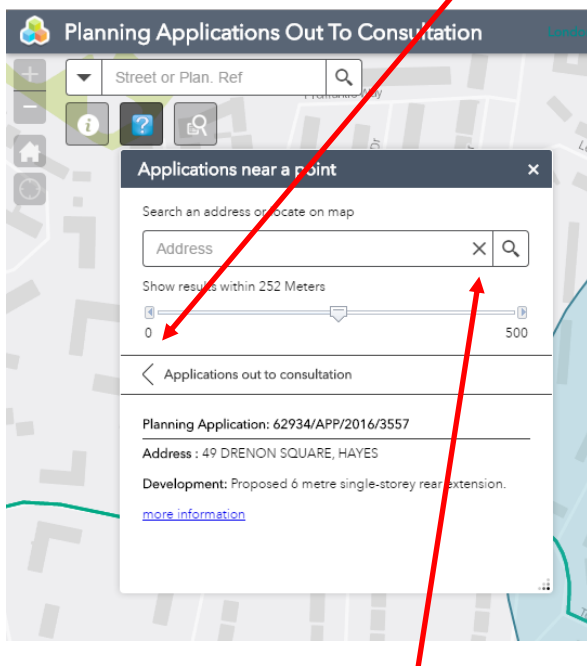 Planning Applications Out To Consultation
Street or Plan. Ref
Applications near a point
Search an address or locate on map
Address
Show results within 252 Meters
0 500
Applications out to consultation
Planning Application: 62934/APP/2016/3557
Address : 49 DRENON SQUARE, HAYES
Development: Proposed 6 metre single-storey rear extension.
more information